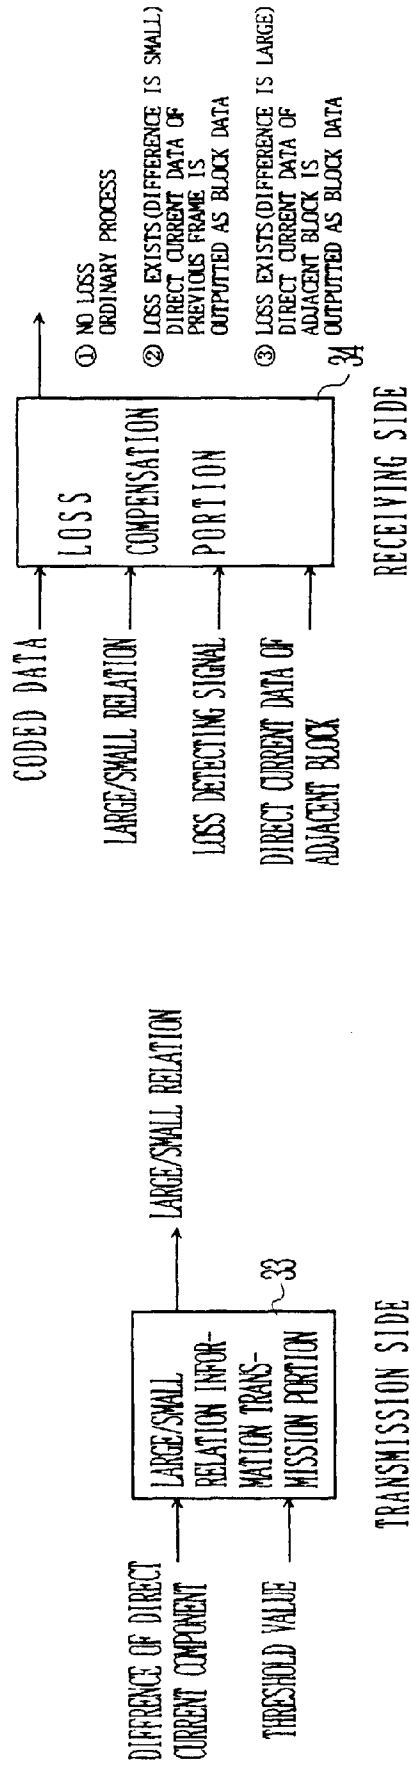 DIFFRENCE OF DIRECT
CURRENT COMPONENT
THRESHOLD VALUE
LARGE/SMALL
RELATION INFOR-
MATION TRANS-
MISSION PORTION
33
LARGE/SMALL RELATION
TRANSMISSION SIDE
CODED DATA
LARGE/SMALL RELATION
LOSS DETECTING SIGNAL
DIRECT CURRENT DATA OF
ADJACENT BLOCK
LOSS
COMPENSATION
PORTION
34
① NO LOSS
ORDINARY PROCESS
② LOSS EXISTS(DIFFERENCE IS SMALL)
DIRECT CURRENT DATA OF
PREVIOUS FRAME IS
OUTPUTTED AS BLOCK DATA
③ LOSS EXISTS(DIFFERENCE IS LARGE)
DIRECT CURRENT DATA OF
ADJACENT BLOCK IS
OUTPUTTED AS BLOCK DATA
RECEIVING SIDE